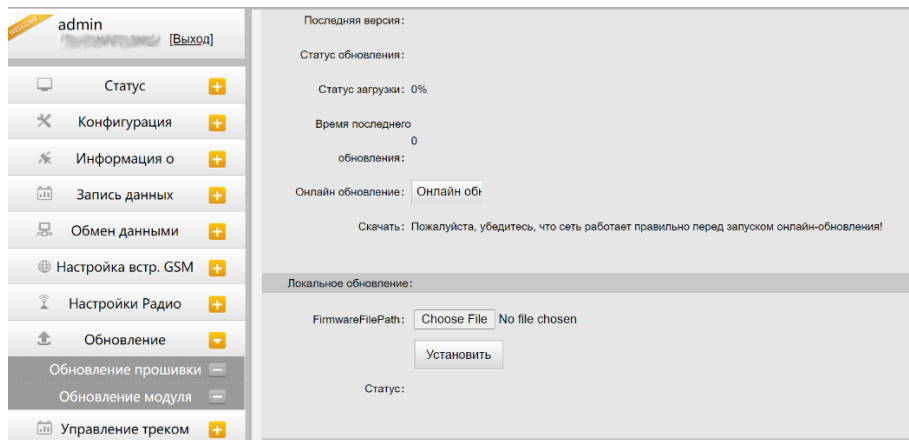 WELCOME
admin
[Выход]
Статус
Конфигурация
Информация о
Запись данных
Обмен данными
Настройка встр. GSM
Настройки Радио
Обновление
Обновление прошивки
Обновление модуля
Управление треком
Последняя версия:
Статус обновления:
Статус загрузки: 0%
Время последнего
0
обновления:
Онлайн обновление: Онлайн обн
Скачать: Пожалуйста, убедитесь, что сеть работает правильно перед запуском онлайн-обновления!
Локальное обновление:
FirmwareFilePath: Choose File No file chosen
Установить
Статус: